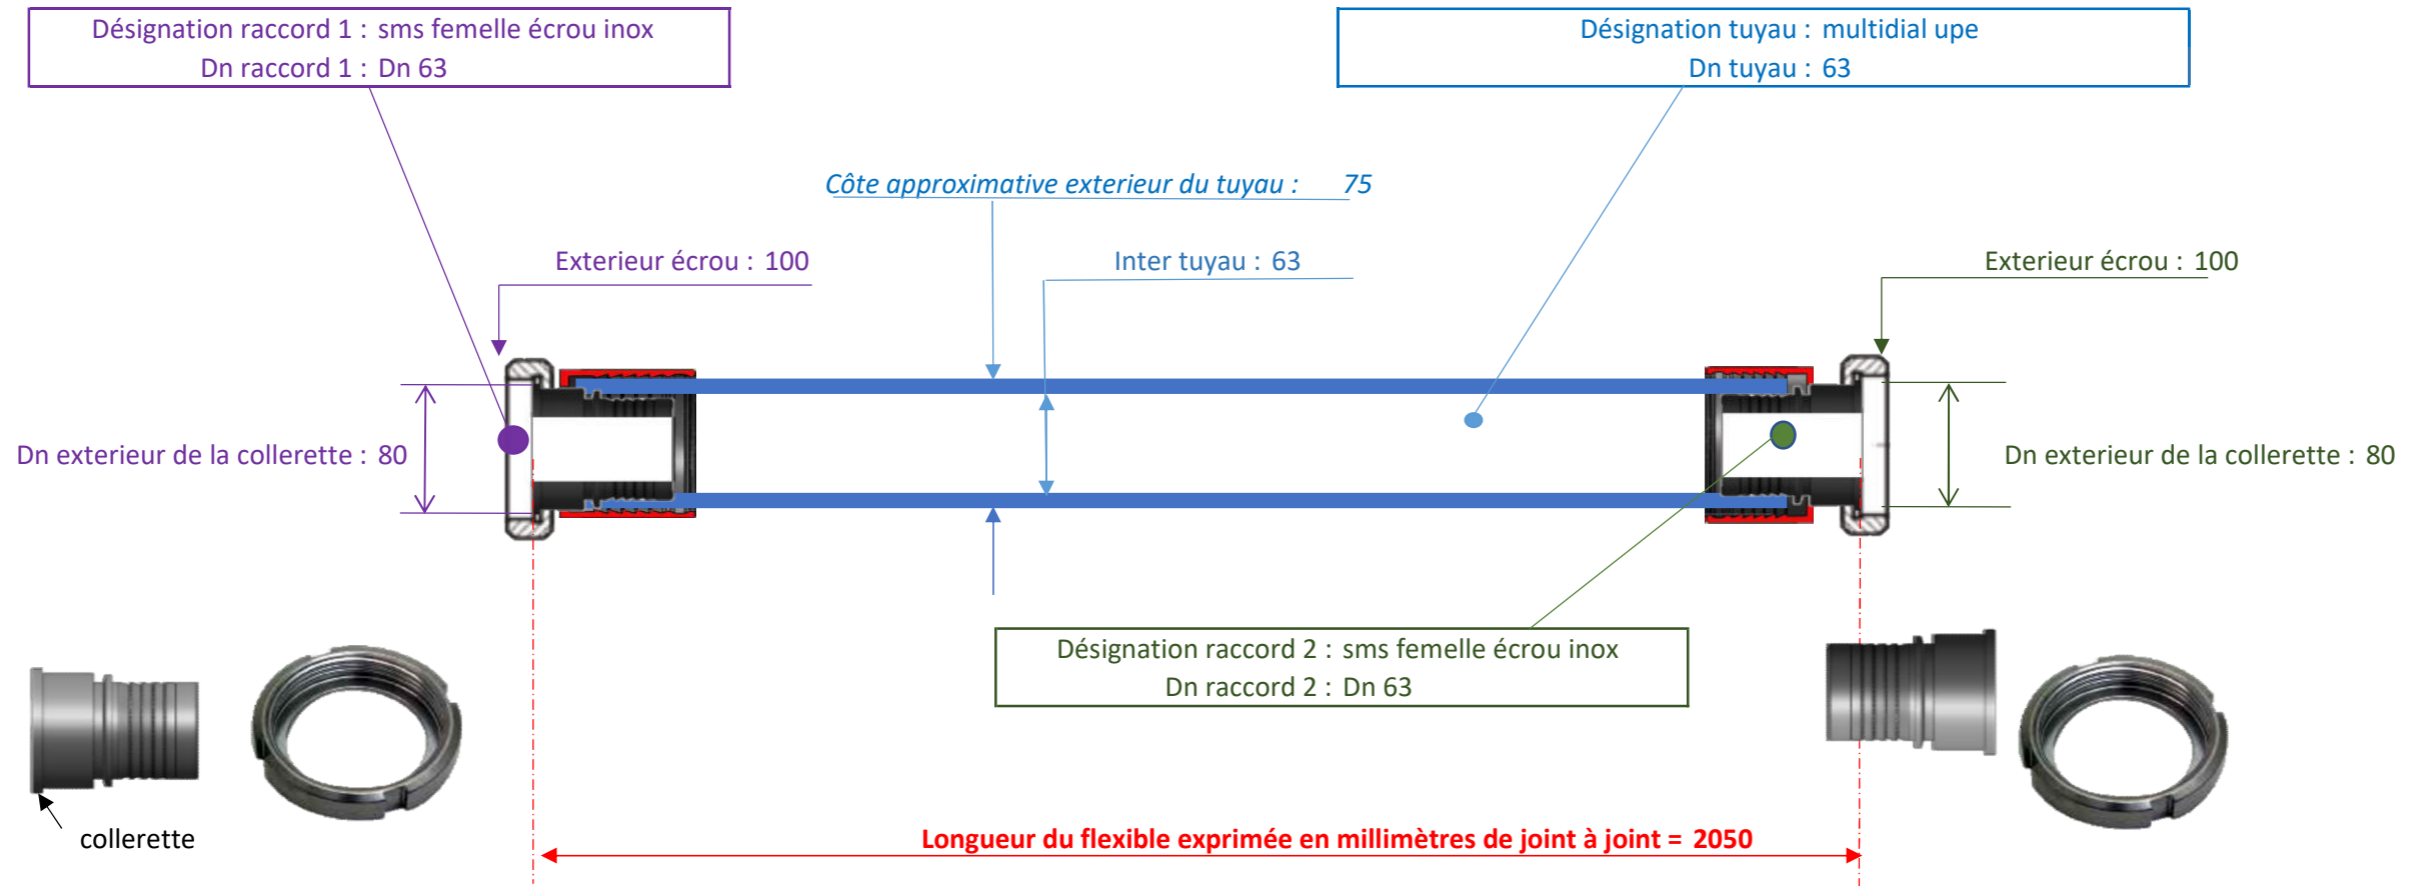 Désignation raccord 1 : sms femelle écrou inox
Dn raccord 1 : Dn 63
Désignation tuyau : multidial upe
Dn tuyau : 63
Côte approximative exterieur du tuyau : 75
Exterieur écrou : 100
Inter tuyau : 63
Exterieur écrou : 100
Dn exterieur de la collerette : 80
Dn exterieur de la collerette : 80
Désignation raccord 2 : sms femelle écrou inox
Dn raccord 2 : Dn 63
collerette
Longueur du flexible exprimée en millimètres de joint à joint = 2050